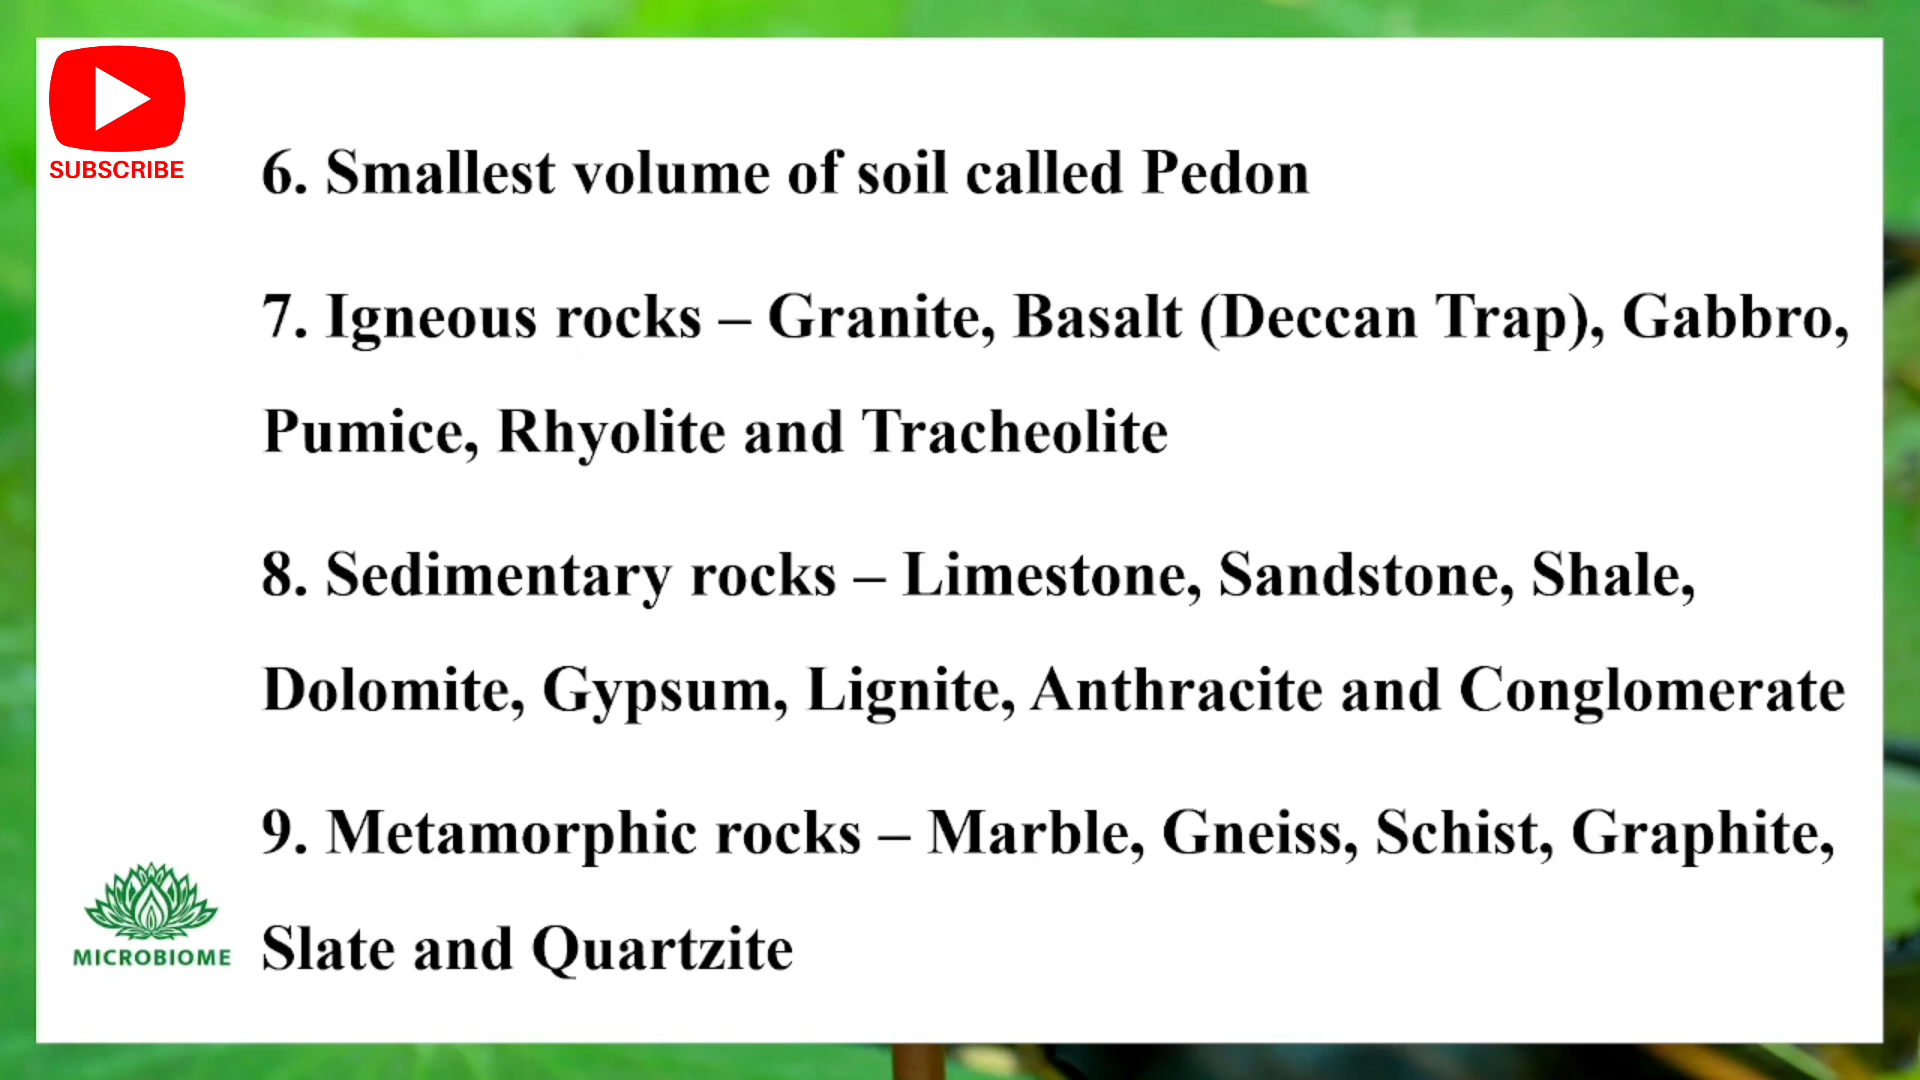 SUBSCRIBE
6. Smallest volume of soil called Pedon
7. Igneous rocks – Granite, Basalt (Deccan Trap), Gabbro,
Pumice, Rhyolite and Tracheolite
8. Sedimentary rocks – Limestone, Sandstone, Shale,
Dolomite, Gypsum, Lignite, Anthracite and Conglomerate
9. Metamorphic rocks – Marble, Gneiss, Schist, Graphite,
Slate and Quartzite
MICROBIOME